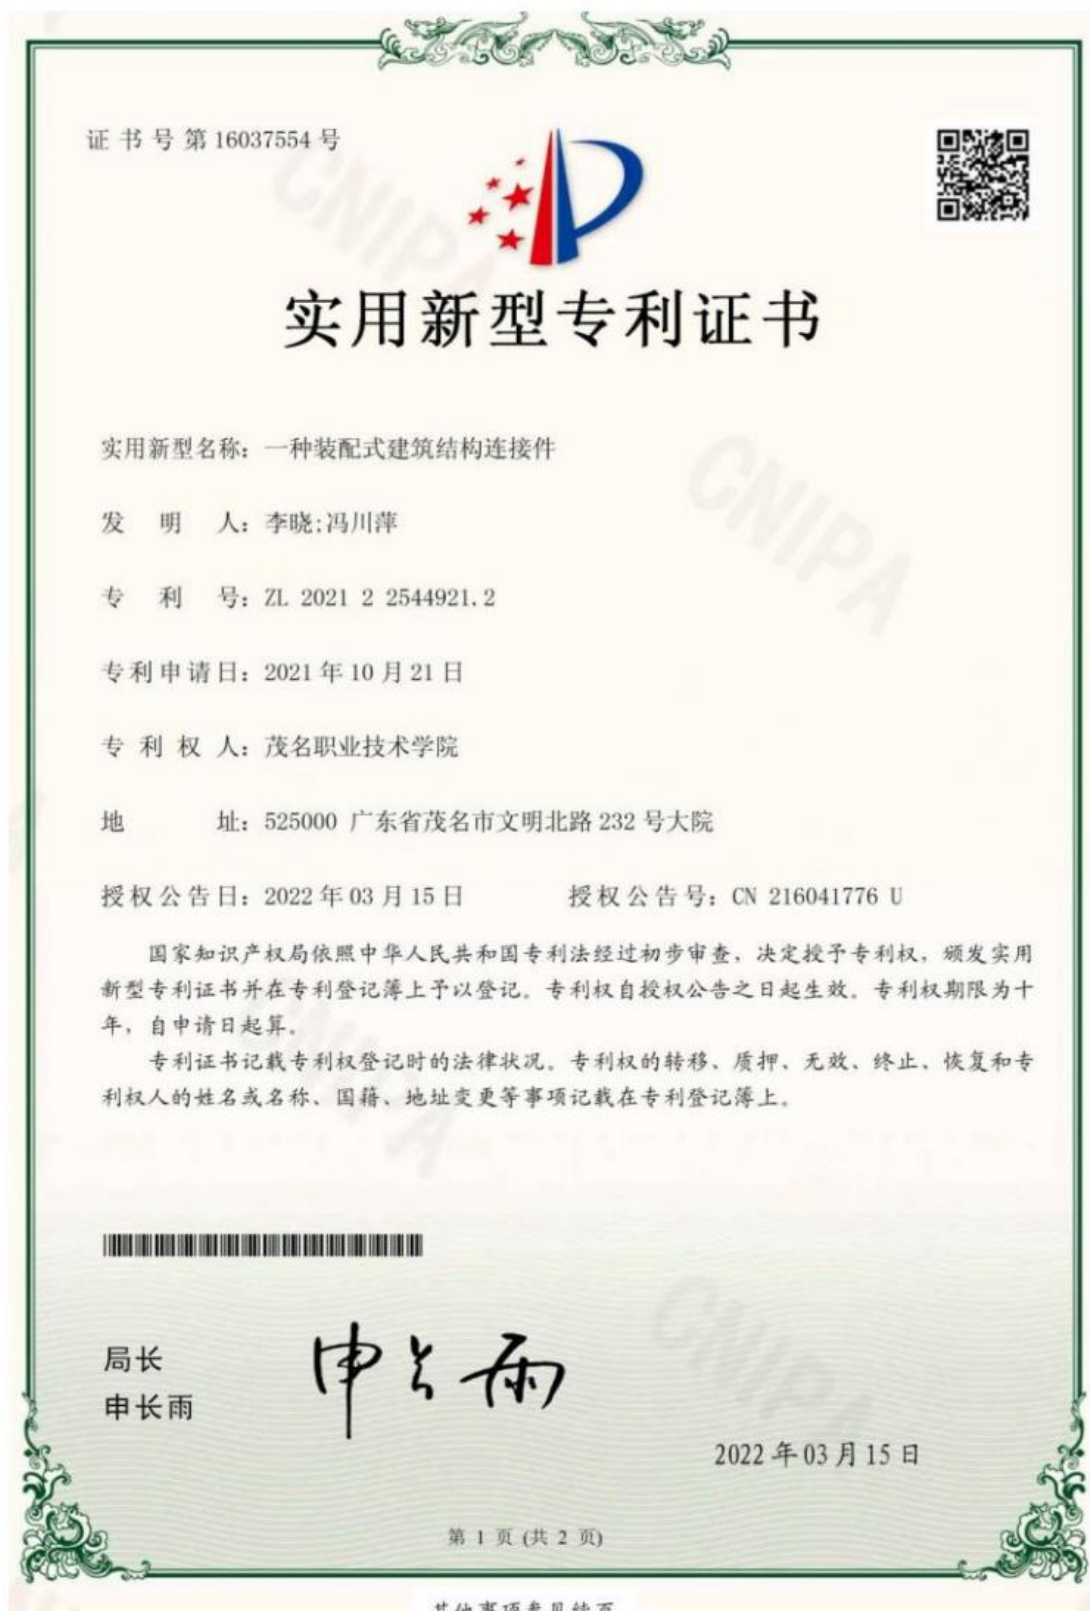 证书号第16037554号
实用新型专利证书
实用新型名称：一种装配式建筑结构连接件
发明人：李晓;冯川萍
专利号：ZL 2021 2 2544921.2
专利申请日：2021年10月21日
专利权人：茂名职业技术学院
地址：525000 广东省茂名市文明北路232号大院
授权公告日：2022年03月15日 授权公告号：CN 216041776 U
国家知识产权局依照中华人民共和国专利法经过初步审查，决定授予专利权，颁发实用
新型专利证书并在专利登记簿上予以登记。专利权自授权公告之日起生效。专利权期限为十
年，自申请日起算。
专利证书记载专利权登记时的法律状况。专利权的转移、质押、无效、终止、恢复和专
利权人的姓名或名称、国籍、地址变更等事项记载在专利登记簿上。
局长
申长雨
申长雨
2022年03月15日
第 1 页 (共 2 页)
其他事项参见续页
CNIPA
CNIPA
CNIPA
CNIPA